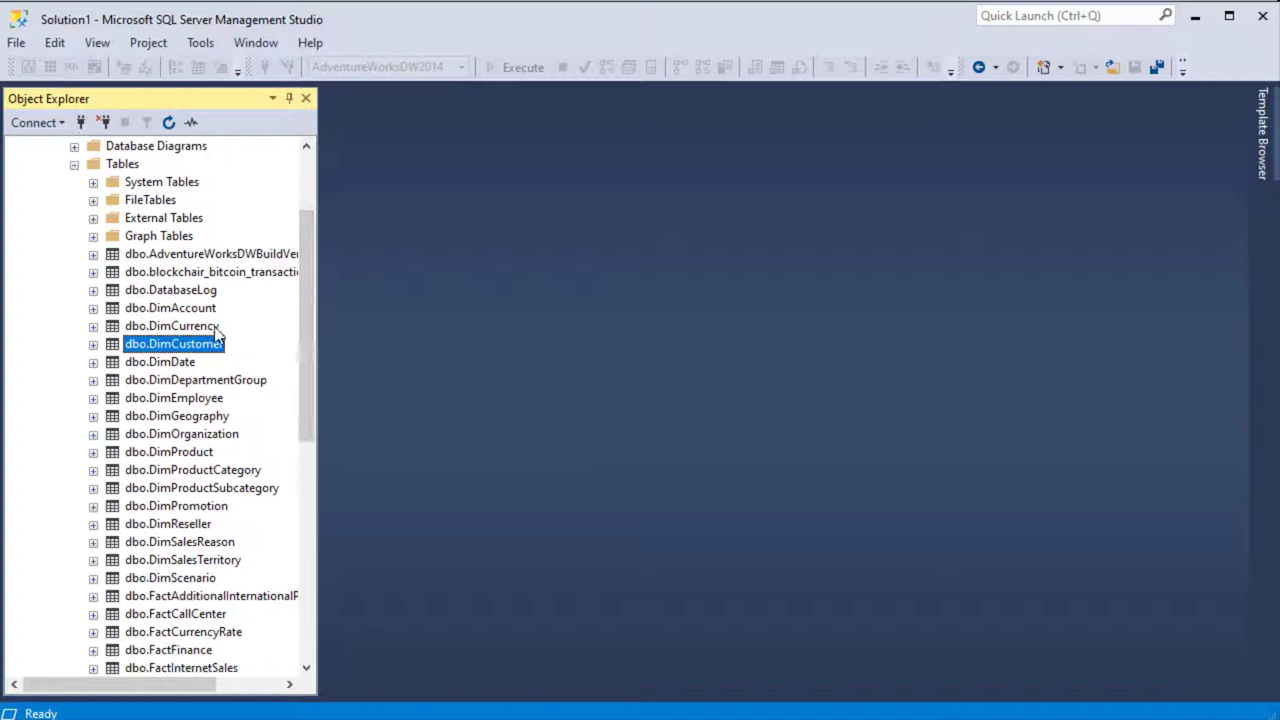 Solution1 - Microsoft SQL Server Management Studio
Quick Launch (Ctrl+Q)
File Edit View Project Tools Window Help
AdventureWorksDW2014 Execute
Object Explorer
Connect
Database Diagrams
Tables
System Tables
FileTables
External Tables
Graph Tables
dbo.AdventureWorksDWBuildVe
dbo.blockchair_bitcoin_transacti
dbo.DatabaseLog
dbo.DimAccount
dbo.DimCurrency
dbo.DimCustomer
dbo.DimDate
dbo.DimDepartmentGroup
dbo.DimEmployee
dbo.DimGeography
dbo.DimOrganization
dbo.DimProduct
dbo.DimProductCategory
dbo.DimProductSubcategory
dbo.DimPromotion
dbo.DimReseller
dbo.DimSalesReason
dbo.DimSalesTerritory
dbo.DimScenario
dbo.FactAdditionalInternationalP
dbo.FactCallCenter
dbo.FactCurrencyRate
dbo.FactFinance
dbo.FactInternetSales
Template Browser
Ready